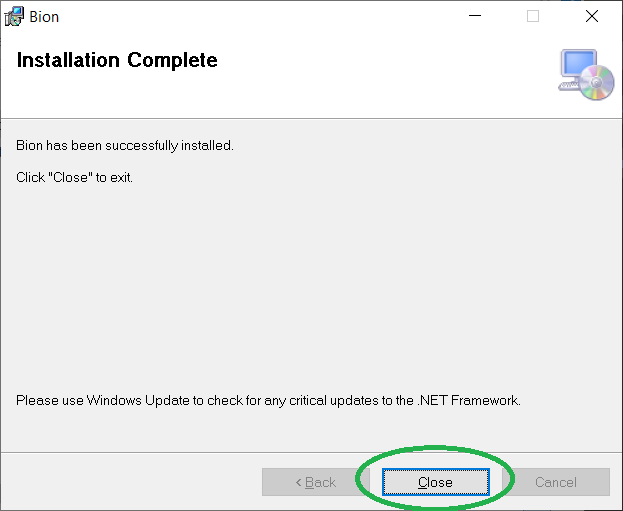 Bion
Installation Complete
Bion has been successfully installed.
Click "Close" to exit.
Please use Windows Update to check for any critical updates to the .NET Framework.
< Back
Close
Cancel